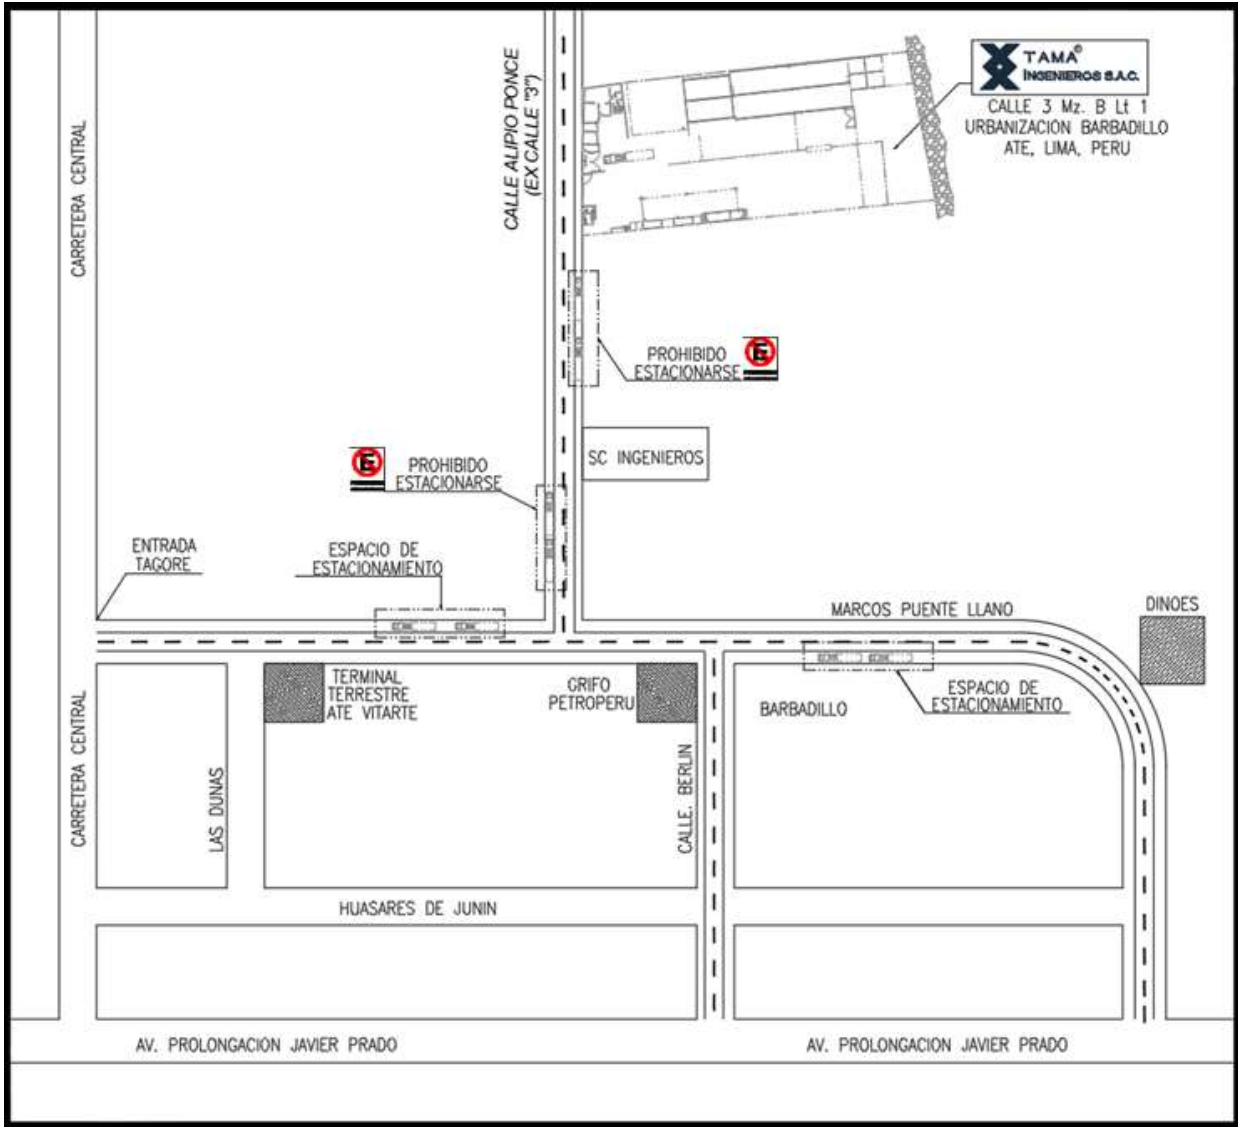 TAMA©
INGENIEROS S.A.C.
CALLE 3 Mz. B Lt 1
URBANIZACIÓN BARBADILLO
ATE, LIMA, PERU
CALLE ALIPIO PONCE
(EX CALLE "3")
CARRETERA CENTRAL
PROHIBIDO
ESTACIONARSE
E
SC INGENIEROS
E
PROHIBIDO
ESTACIONARSE
ENTRADA
TAGORE
ESPACIO DE
ESTACIONAMIENTO
MARCOS PUENTE LLANO
DINOES
TERMINAL
TERRESTRE
ATE VITARTE
GRIFO
PETROPERU
BARBADILLO
ESPACIO DE
ESTACIONAMIENTO
CARRETERA CENTRAL
LAS DUNAS
CALLE. BERLIN
HUASARES DE JUNIN
AV. PROLONGACION JAVIER PRADO
AV. PROLONGACION JAVIER PRADO